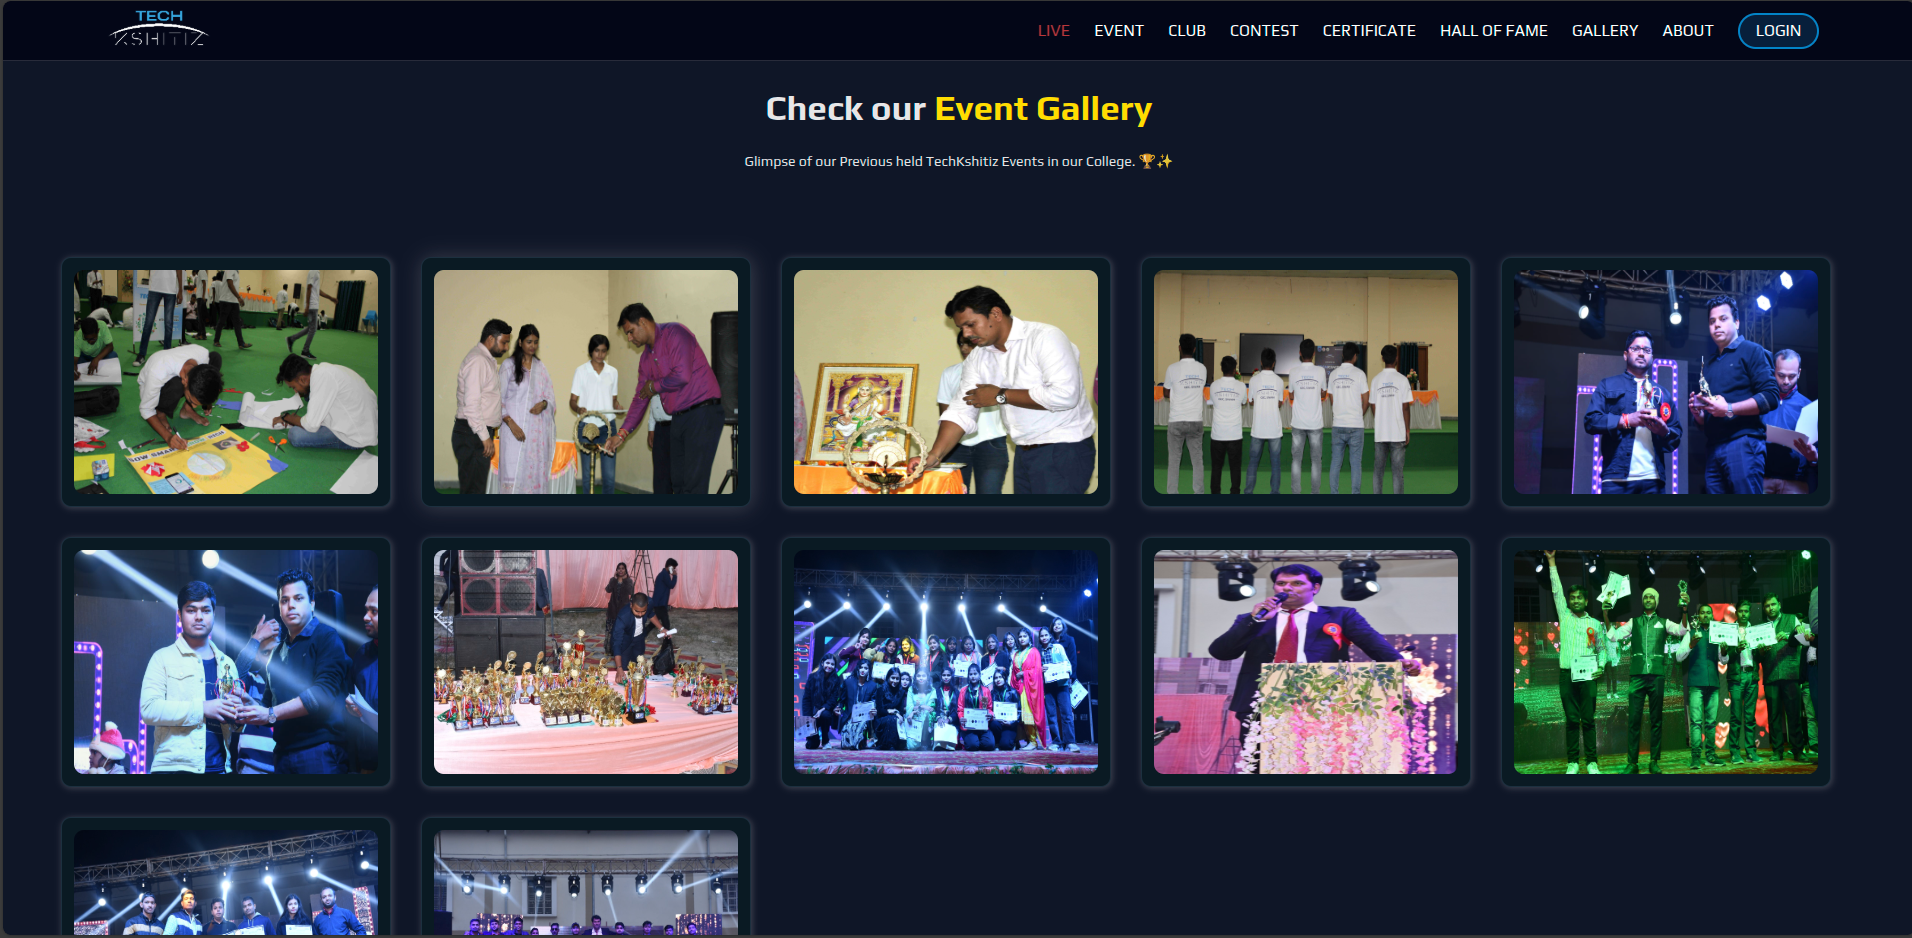 TECH
KSHITIZ
LIVE EVENT CLUB CONTEST CERTIFICATE HALL OF FAME GALLERY ABOUT LOGIN
Check our Event Gallery
Glimpse of our Previous held TechKshitiz Events in our College. 🏆✨